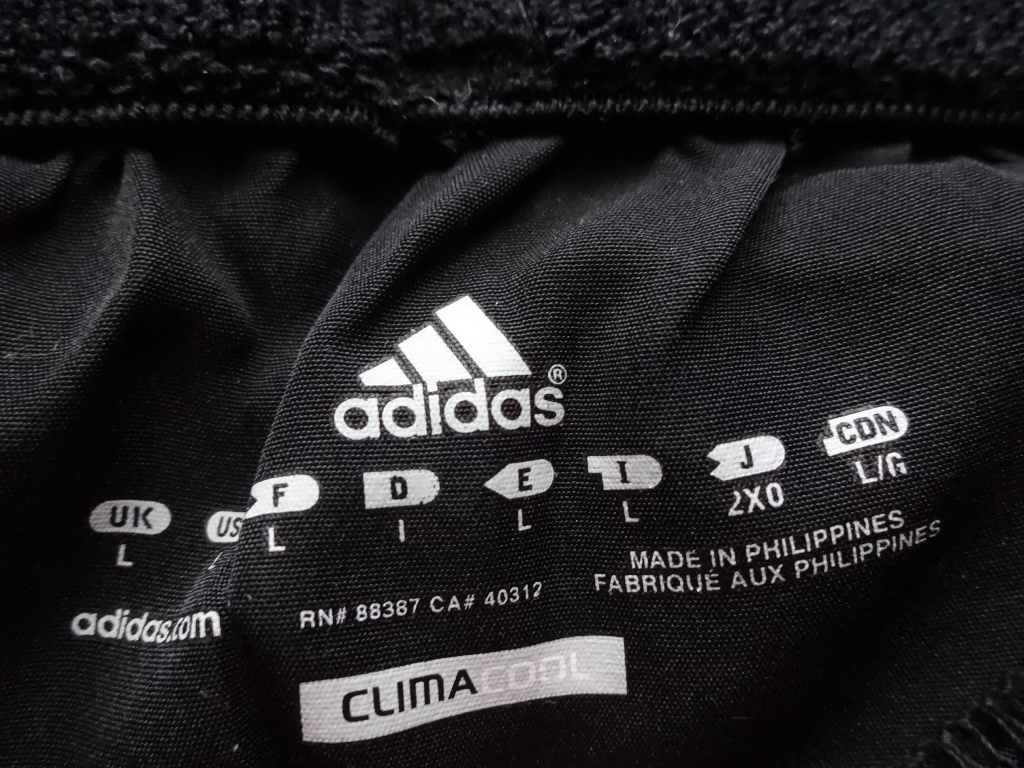 adidas®
UK US F D E I J CDN
L L I L L 2XO L/G
MADE IN PHILIPPINES
FABRIQUÉ AUX PHILIPPINES
RN# 88387 CA# 40312
adidas.com
CLIMACOOL